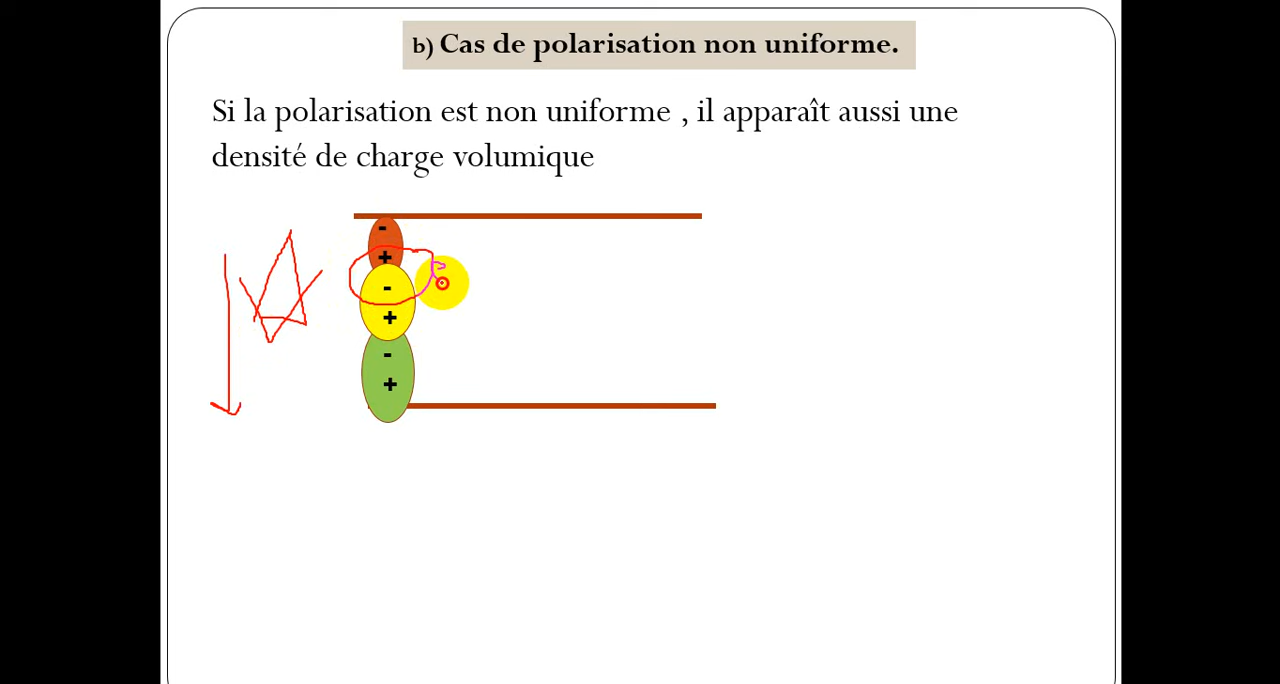 b) Cas de polarisation non uniforme.
Si la polarisation est non uniforme , il apparaît aussi une
densité de charge volumique
-
+
-
+
-
+